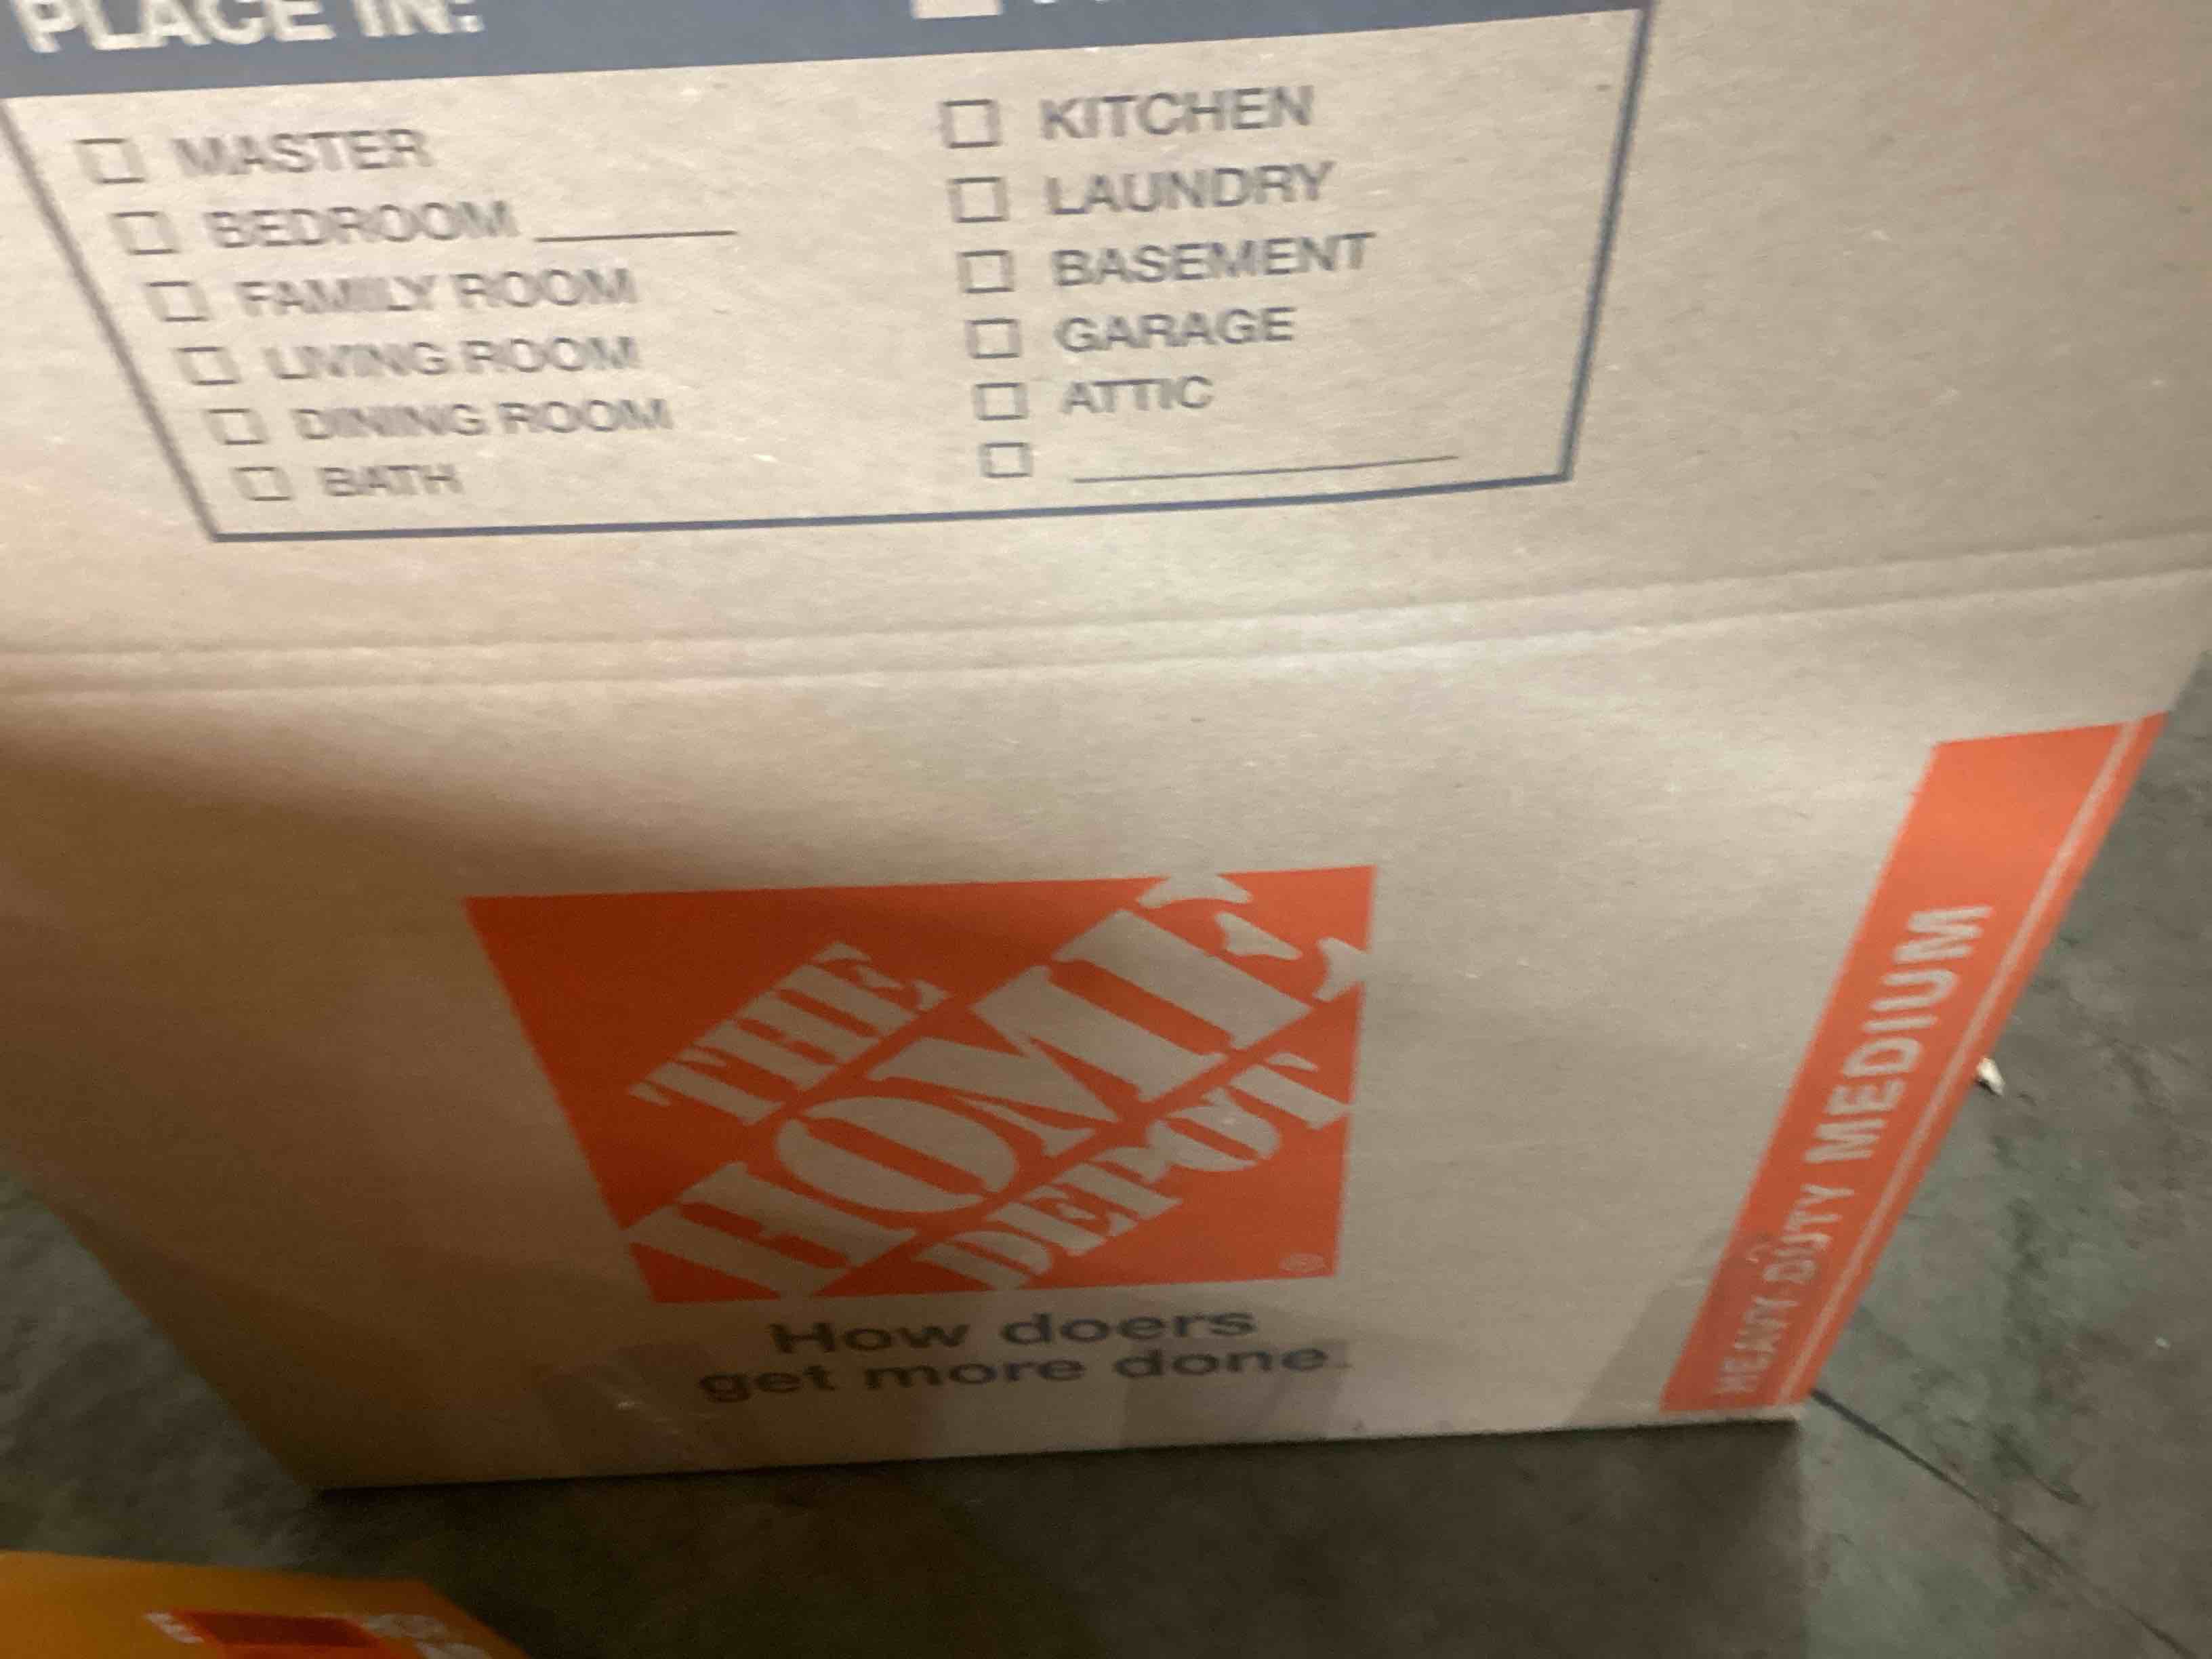 PLACE IN:
MASTER
BEDROOM
FAMILY ROOM
LIVING ROOM
DINING ROOM
BATH
KITCHEN
LAUNDRY
BASEMENT
GARAGE
ATTIC
THE
HOME
DEPOT
®
How doers
get more done.
HEAVY-DUTY MEDIUM